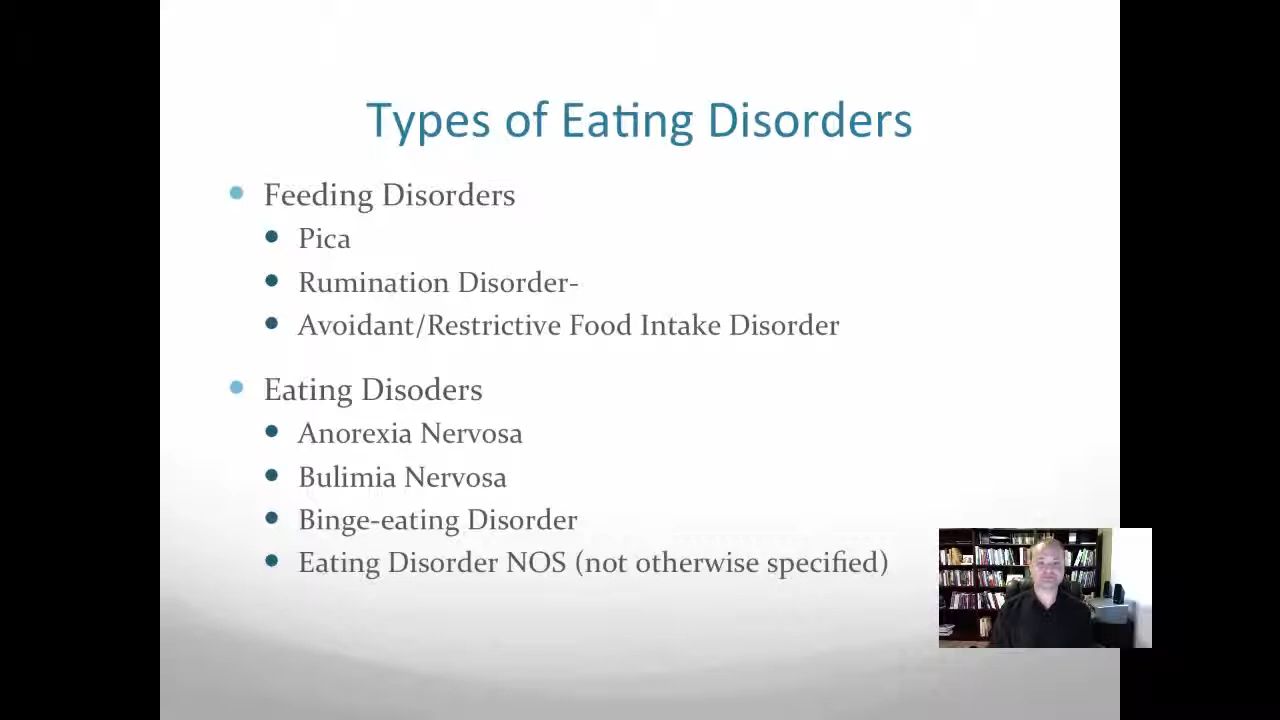 Types of Eating Disorders
Feeding Disorders
Pica
Rumination Disorder-
Avoidant/Restrictive Food Intake Disorder
Eating Disoders
Anorexia Nervosa
Bulimia Nervosa
Binge-eating Disorder
Eating Disorder NOS (not otherwise specified)